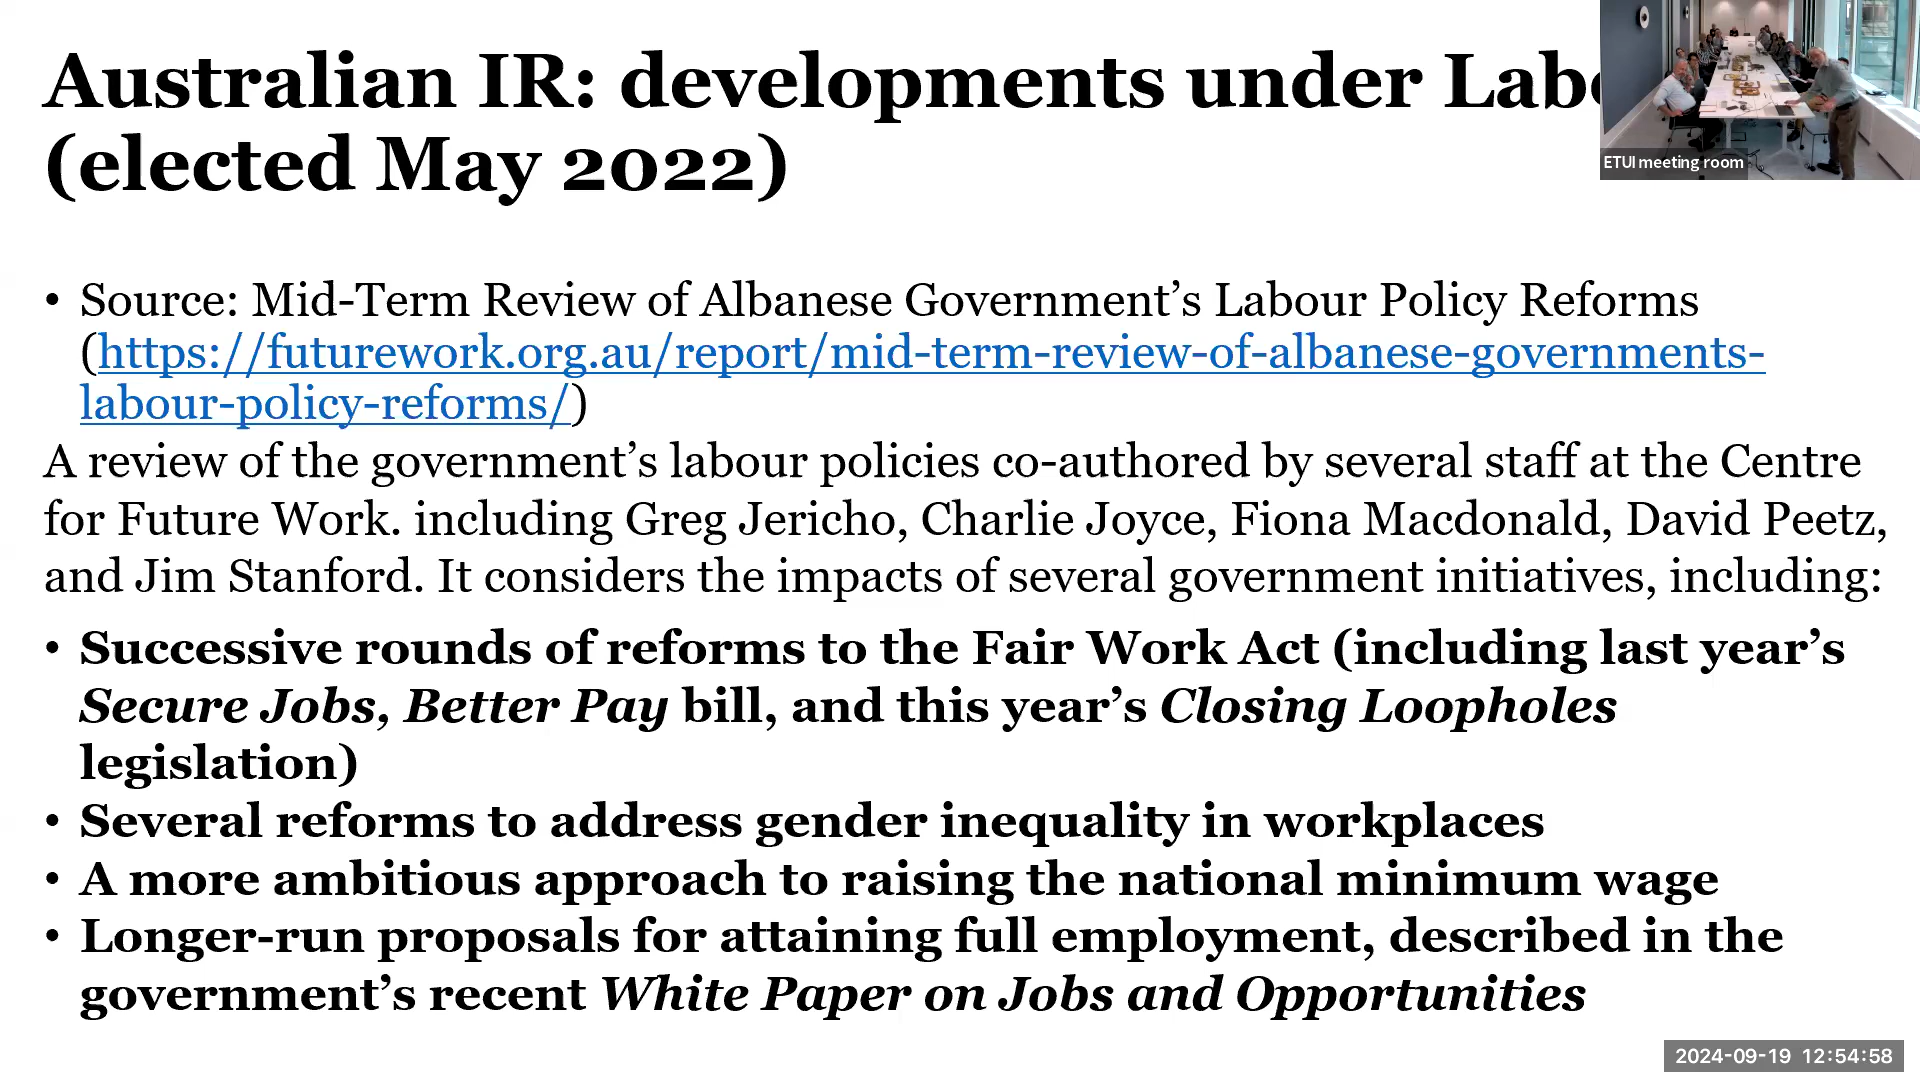 Australian IR: developments under
(elected May 2022)
ETUI meeting room
• Source: Mid-Term Review of Albanese Government’s Labour Policy Reforms
(https://futurework.org.au/report/mid-term-review-of-albanese-governments-
labour-policy-reforms/)
A review of the government’s labour policies co-authored by several staff at the Centre
for Future Work. including Greg Jericho, Charlie Joyce, Fiona Macdonald, David Peetz,
and Jim Stanford. It considers the impacts of several government initiatives, including:
• Successive rounds of reforms to the Fair Work Act (including last year’s
Secure Jobs, Better Pay bill, and this year’s Closing Loopholes
legislation)
• Several reforms to address gender inequality in workplaces
• A more ambitious approach to raising the national minimum wage
• Longer-run proposals for attaining full employment, described in the
government’s recent White Paper on Jobs and Opportunities
2024-09-19 12:54:58